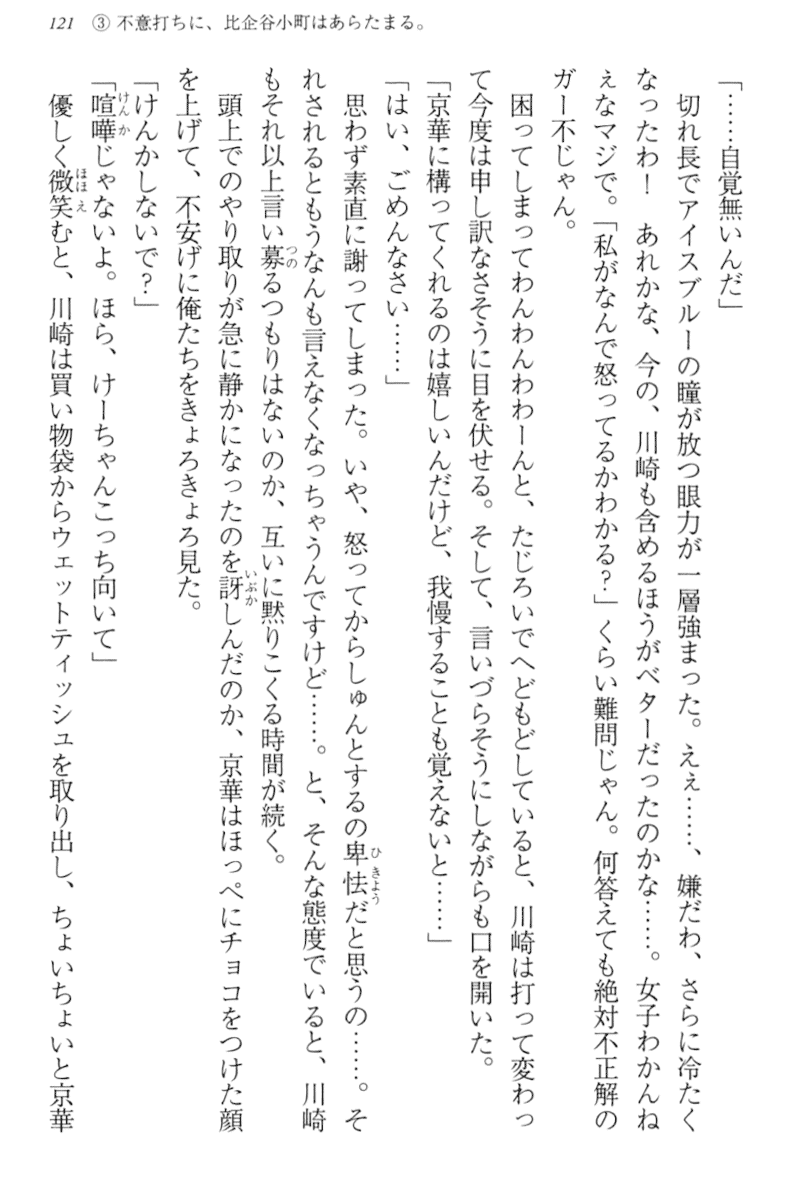 121 ③ 不意打ちに、比企谷小町はあらたまる。
「……自覚無いんだ」
切れ長でアイスブルーの瞳が放つ眼力が一層強まった。えぇ……、嫌だわ、さらに冷たく
なったわ！　あれかな、今の、川崎も含めるほうがベターだったのかな……。女子わかんね
ぇなマジで。「私がなんで怒ってるかわかる?」くらい難問じゃん。何答えても絶対不正解の
ガー不じゃん。
困ってしまってわんわんわわーんと、たじろいでへどもどしていると、川崎は打って変わっ
て今度は申し訳なさそうに目を伏せる。そして、言いづらそうにしながらも口を開いた。
「京華に構ってくれるのは嬉しいんだけど、我慢することも覚えないと……」
「はい、ごめんなさい……」
思わず素直に謝ってしまった。いや、怒ってからしゅんとするの卑怯だと思うの……。そ
れされるともうなんも言えなくなっちゃうんですけど……。と、そんな態度でいると、川崎
もそれ以上言い募るつもりはないのか、互いに黙りこくる時間が続く。
頭上でのやり取りが急に静かになったのを訝しんだのか、京華はほっぺにチョコをつけた顔
を上げて、不安げに俺たちをきょろきょろ見た。
「けんかしないで？」
「喧嘩じゃないよ。ほら、けーちゃんこっち向いて」
優しく微笑むと、川崎は買い物袋からウェットティッシュを取り出し、ちょいちょいと京華